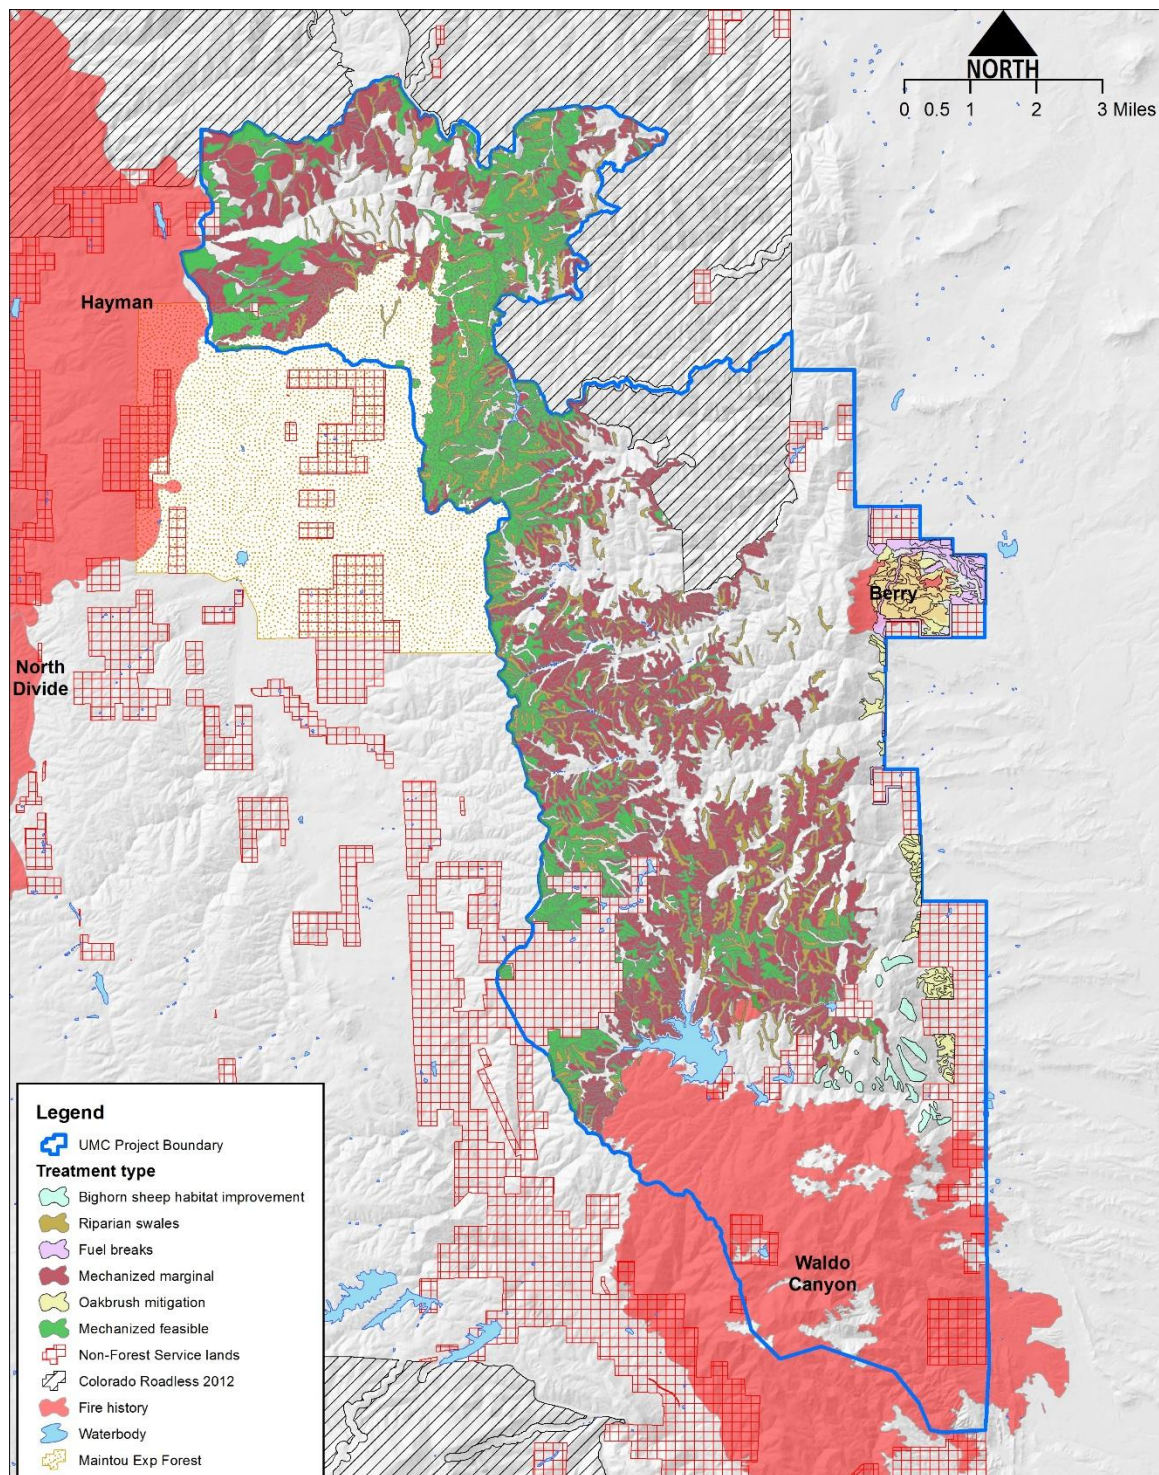 NORTH
0 0.5 1 2 3 Miles
Hayman
Berry
North
Divide
Waldo
Canyon
Legend
UMC Project Boundary
Treatment type
Bighorn sheep habitat improvement
Riparian swales
Fuel breaks
Mechanized marginal
Oakbrush mitigation
Mechanized feasible
Non-Forest Service lands
Colorado Roadless 2012
Fire history
Waterbody
Maintou Exp Forest